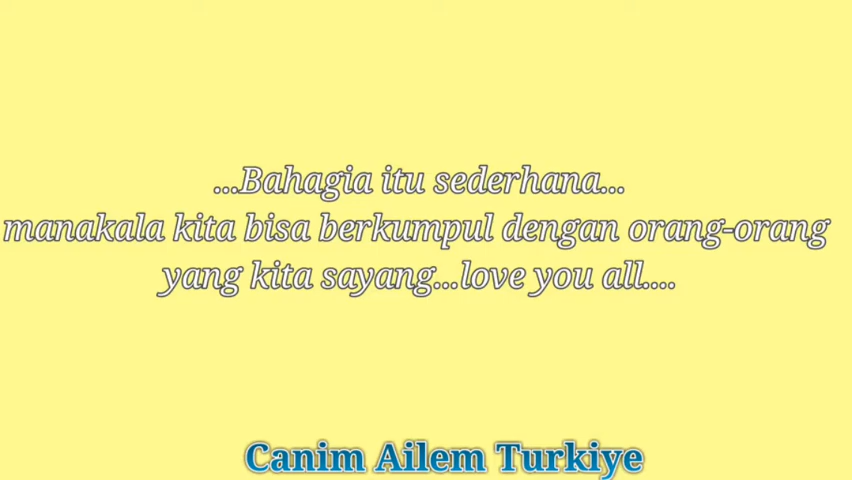 ...Bahagia itu sederhana...
manakala kita bisa berkumpul dengan orang-orang
yang kita sayang...love you all....
Canim Ailem Turkiye